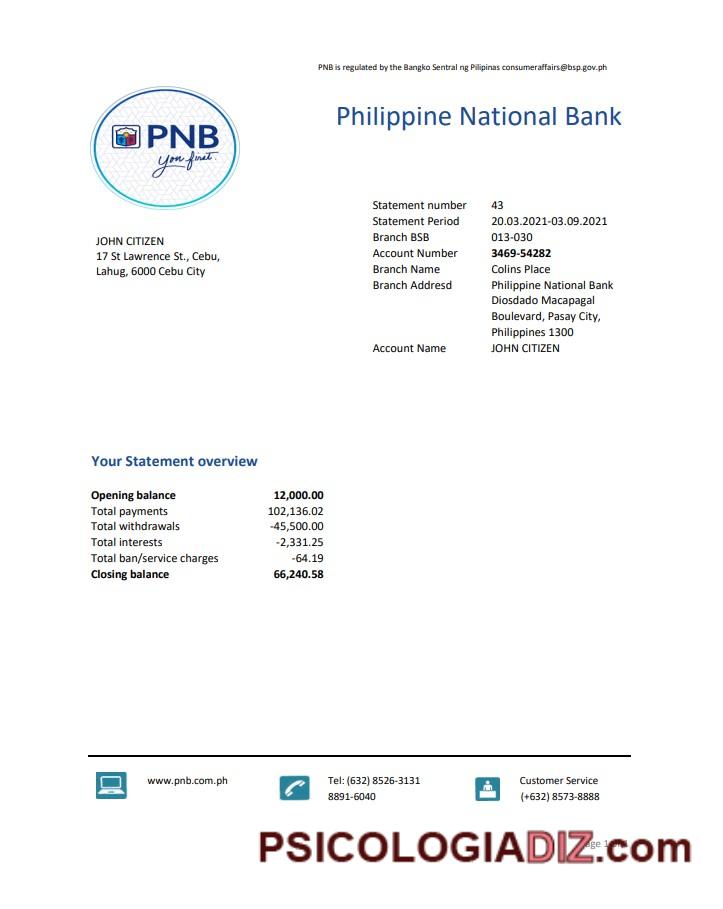 PNB is regulated by the Bangko Sentral ng Pilipinas consumeraffairs@bsp.gov.ph
Philippine National Bank
PNB
You first.
Statement number 43
Statement Period 20.03.2021-03.09.2021
Branch BSB 013-030
Account Number 3469-54282
Branch Name Colins Place
Branch Addresd Philippine National Bank
Diosdado Macapagal
Boulevard, Pasay City,
Philippines 1300
Account Name JOHN CITIZEN
JOHN CITIZEN
17 St Lawrence St., Cebu,
Lahug, 6000 Cebu City
Your Statement overview
Opening balance 12,000.00
Total payments 102,136.02
Total withdrawals -45,500.00
Total interests -2,331.25
Total ban/service charges -64.19
Closing balance 66,240.58
www.pnb.com.ph
Tel: (632) 8526-3131
8891-6040
Customer Service
(+632) 8573-8888
PSICOLOGIADIZ.com